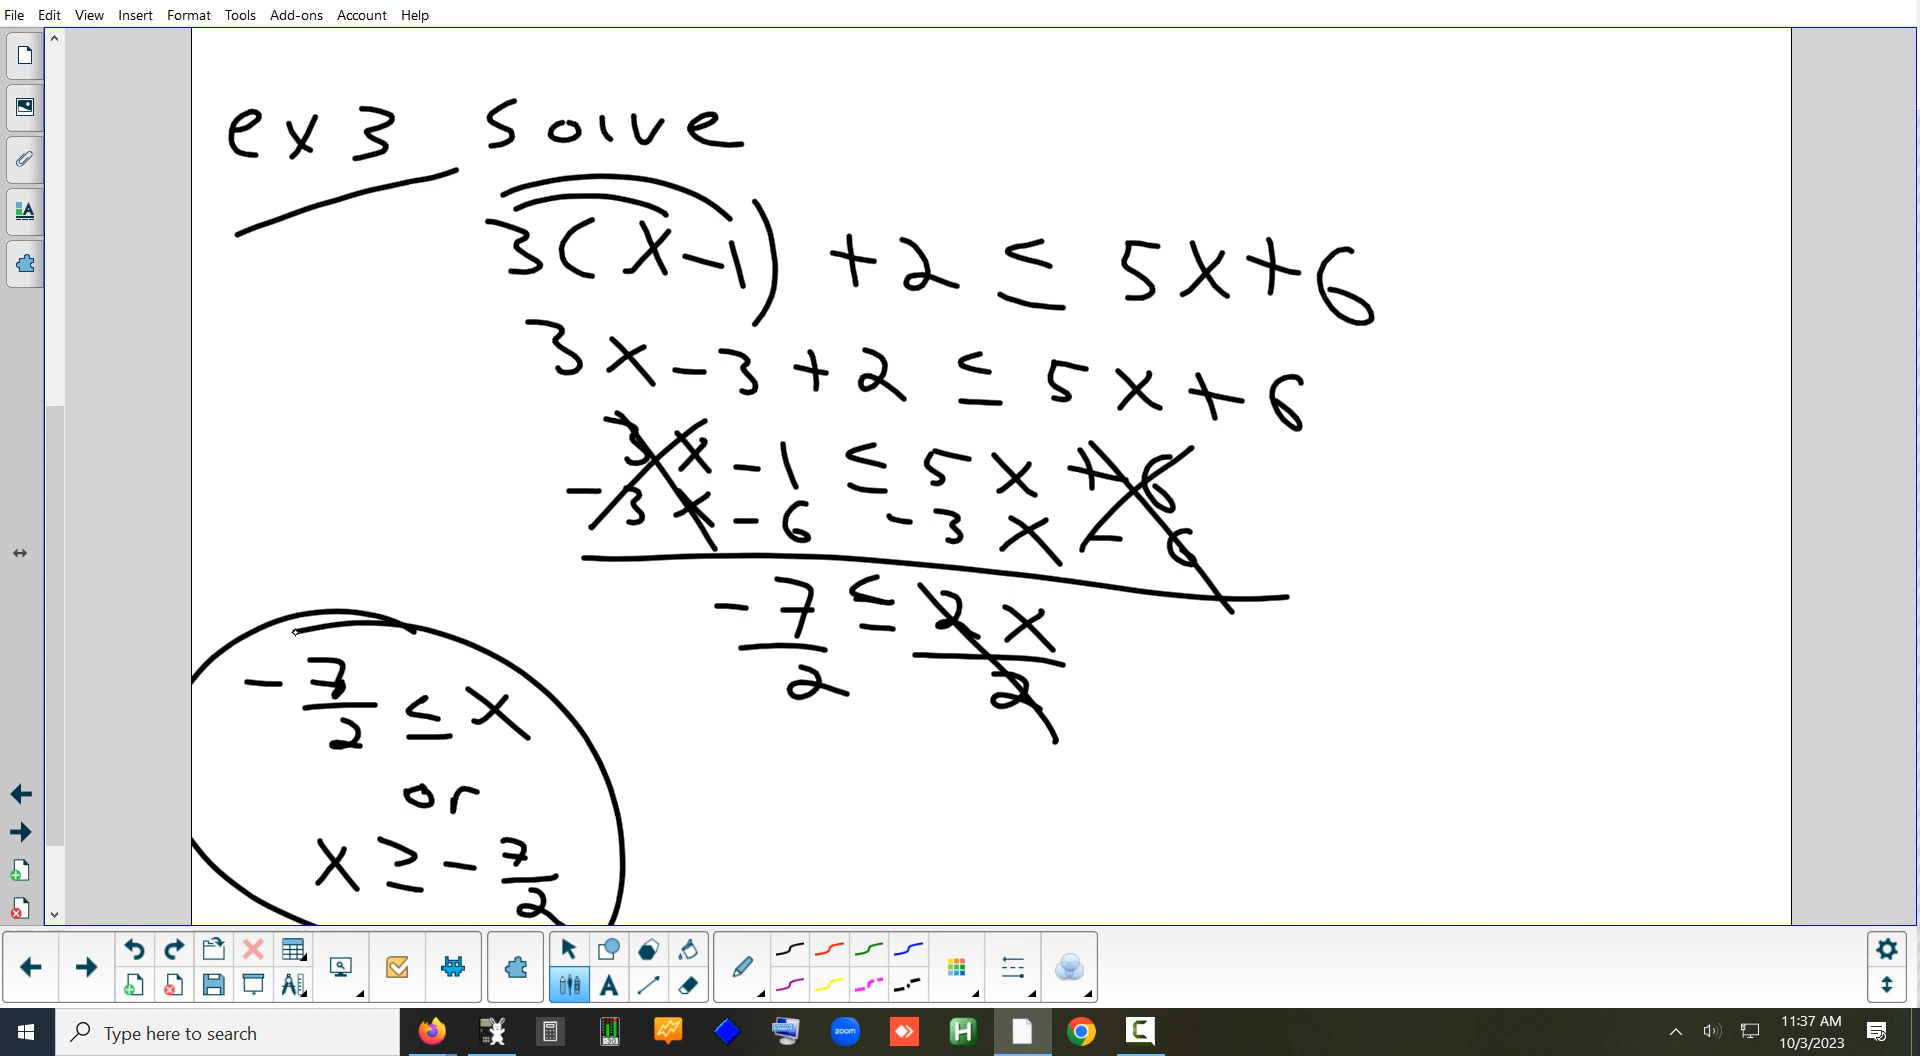 File Edit View Insert Format Tools Add-ons Account Help
ex 3 solve
3(x-1) + 2 ≤ 5x+6
3x - 3 + 2 ≤ 5x + 6
3x - 1 ≤ 5x + 6
- 3x - 6 - 3x - 6
- 7 ≤ 2x
2 2
- 7/2 ≤ x
or
x ≥ - 7/2
A
A
Type here to search
-30
zoom
H
C
11:37 AM
10/3/2023